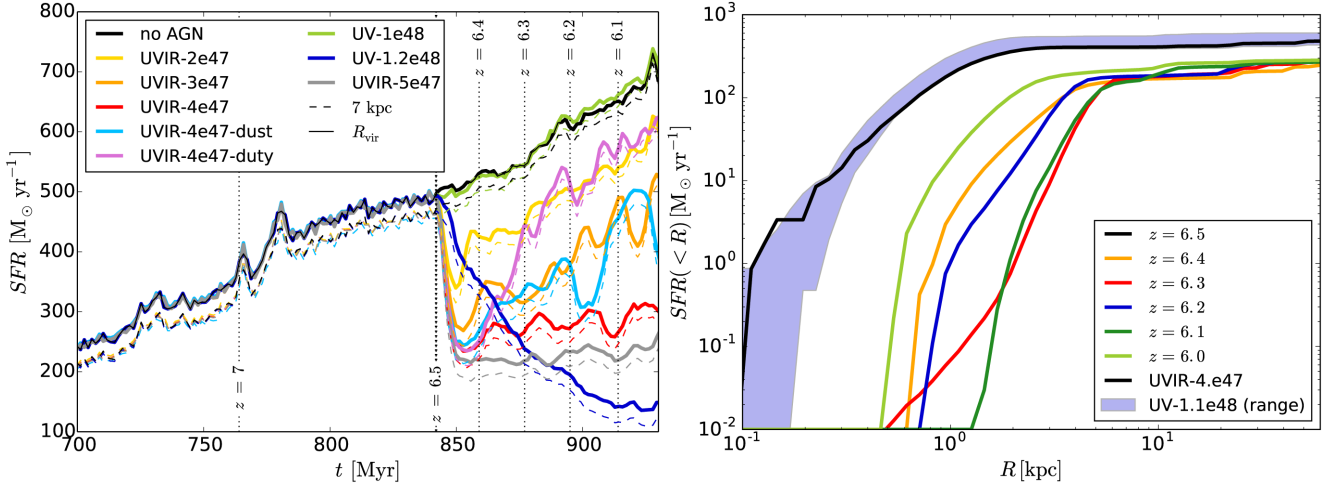 800
700
600
500
400
300
200
100
SFR [M⊙ yr⁻¹]
no AGN
UVIR-2e47
UVIR-3e47
UVIR-4e47
UVIR-4e47-dust
UVIR-4e47-duty
UV-1e48
UV-1.2e48
UVIR-5e47
7 kpc
R_vir
z = 7
z = 6.5
z = 6.4
z = 6.3
z = 6.2
z = 6.1
700
750
800
850
900
t [Myr]
10³
10²
10¹
10⁰
10⁻¹
10⁻²
SFR(< R) [M⊙ yr⁻¹]
z = 6.5
z = 6.4
z = 6.3
z = 6.2
z = 6.1
z = 6.0
UVIR-4.e47
UV-1.1e48 (range)
10⁻¹
10⁰
10¹
R [kpc]